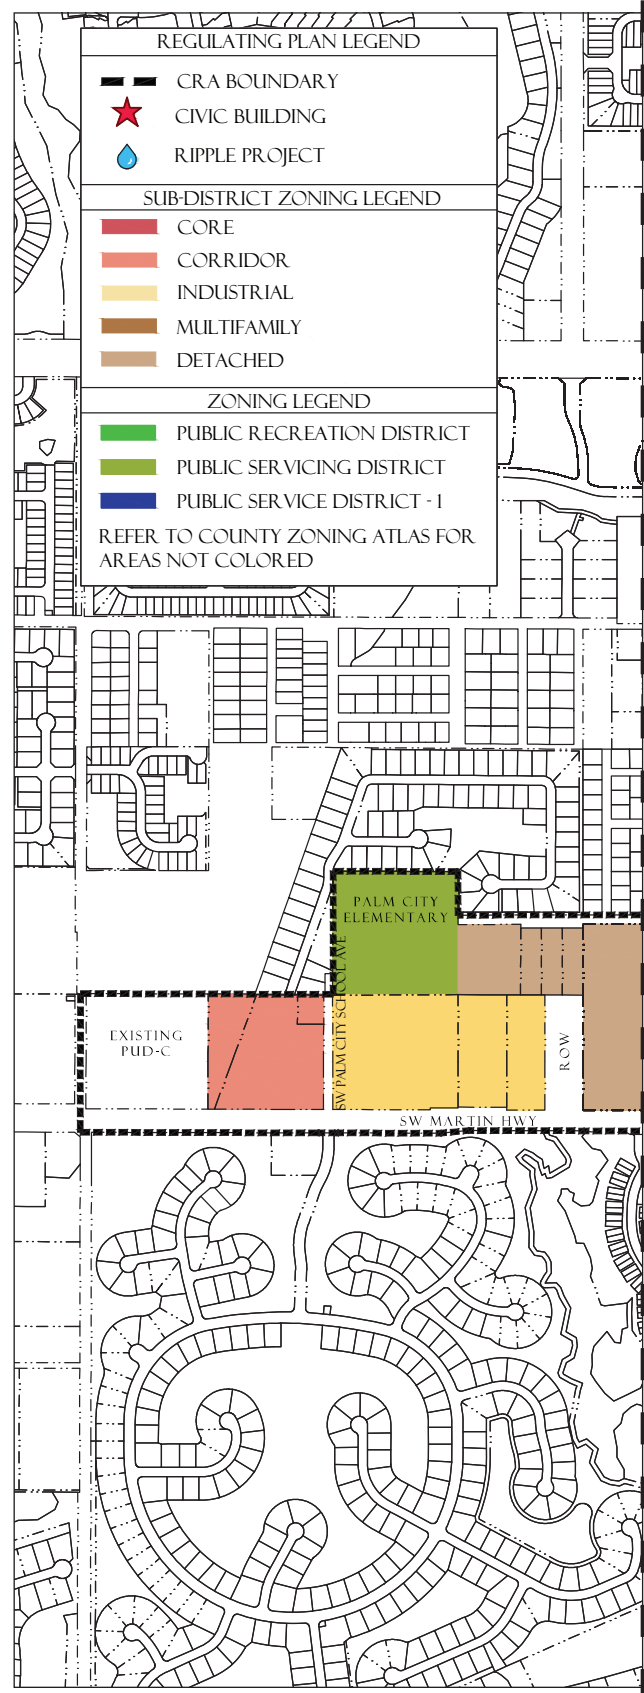 REGULATING PLAN LEGEND
CRA BOUNDARY
CIVIC BUILDING
RIPPLE PROJECT
SUB-DISTRICT ZONING LEGEND
CORE
CORRIDOR
INDUSTRIAL
MULTIFAMILY
DETACHED
ZONING LEGEND
PUBLIC RECREATION DISTRICT
PUBLIC SERVICING DISTRICT
PUBLIC SERVICE DISTRICT - 1
REFER TO COUNTY ZONING ATLAS FOR
AREAS NOT COLORED
PALM CITY
ELEMENTARY
SW PALM CITY SCHOOL AVE
EXISTING
PUD-C
ROW
SW MARTIN HWY